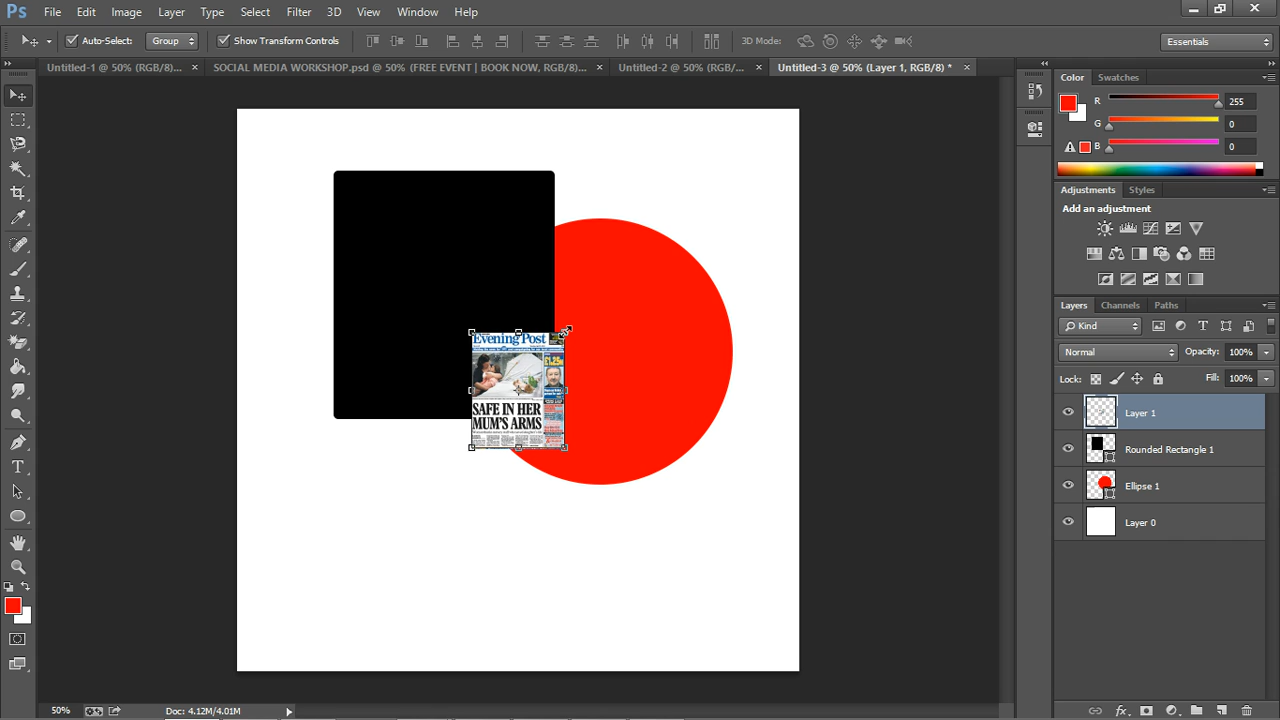 Ps File Edit Image Layer Type Select Filter 3D View Window Help
Auto-Select: Group Show Transform Controls 3D Mode: Essentials
Untitled-1 @ 50% (RGB/8)... × SOCIAL MEDIA WORKSHOP.psd @ 50% (FREE EVENT | BOOK NOW, RGB/8)... × Untitled-2 @ 50% (RGB/... × Untitled-3 @ 50% (Layer 1, RGB/8) * ×
Color Swatches
R 255
G 0
B 0
Adjustments Styles
Add an adjustment
Layers Channels Paths
Kind
Normal Opacity: 100%
Lock: Fill: 100%
Layer 1
Rounded Rectangle 1
Ellipse 1
Layer 0
Evening Post
£1.25
SAFE IN HER
MUM'S ARMS
50% Doc: 4.12M/4.01M